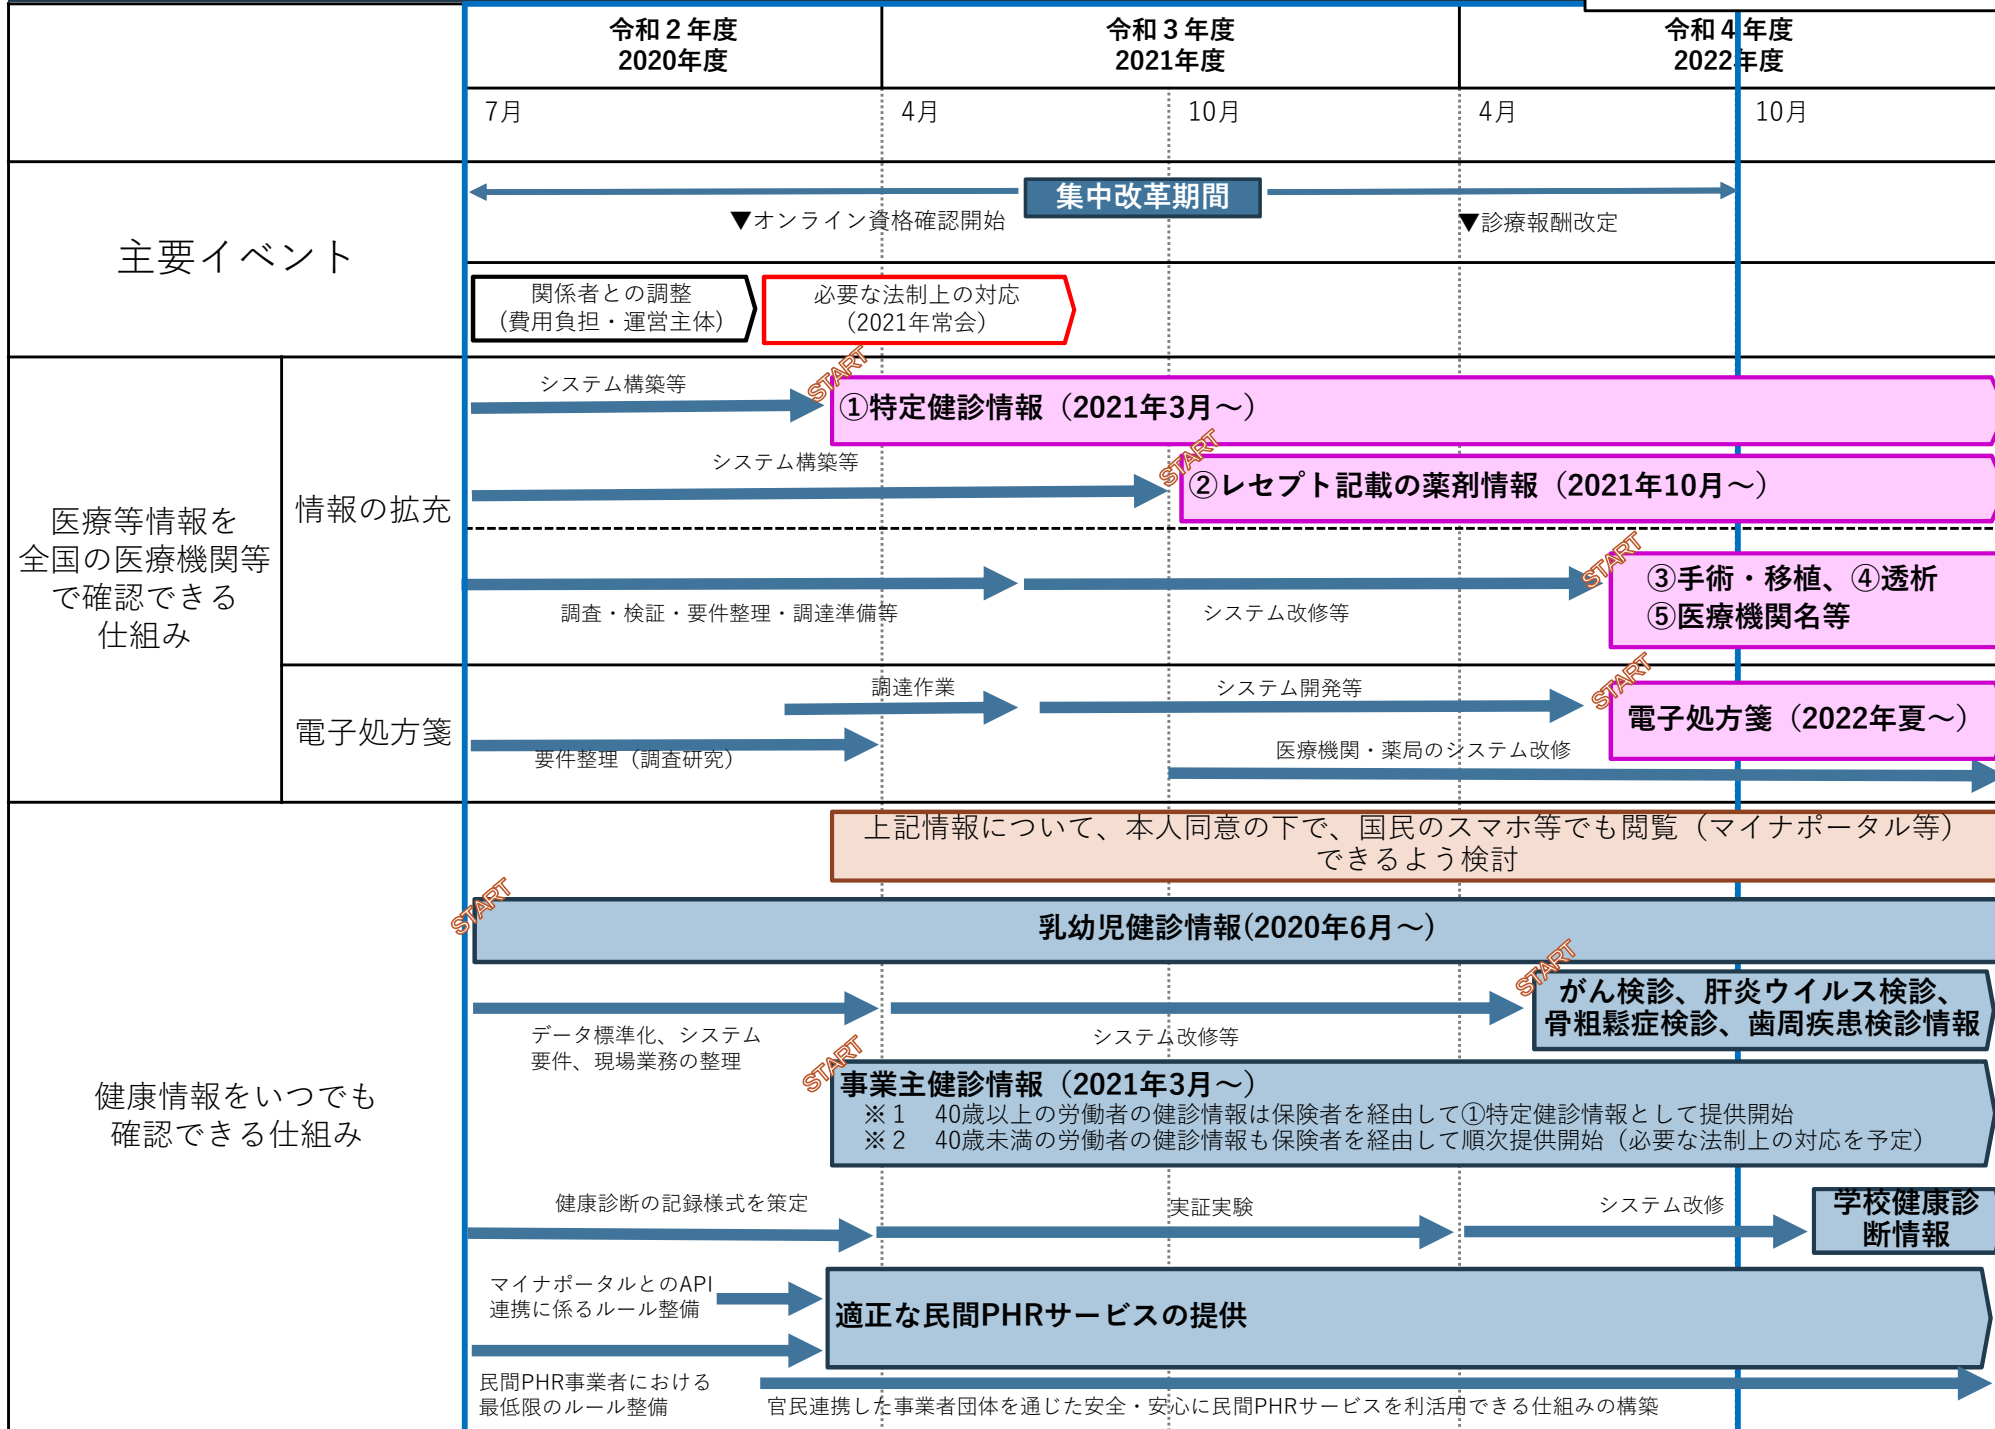 令和２年度
2020年度
令和３年度
2021年度
令和４年度
2022年度
7月
4月
10月
4月
10月
主要イベント
集中改革期間
▼オンライン資格確認開始
▼診療報酬改定
関係者との調整
(費用負担・運営主体)
必要な法制上の対応
（2021年常会）
医療等情報を
全国の医療機関等
で確認できる
仕組み
情報の拡充
システム構築等
START
①特定健診情報（2021年3月～）
システム構築等
START
②レセプト記載の薬剤情報（2021年10月～）
調査・検証・要件整理・調達準備等
システム改修等
START
③手術・移植、④透析
⑤医療機関名等
電子処方箋
調達作業
システム開発等
START
電子処方箋（2022年夏～）
要件整理（調査研究）
医療機関・薬局のシステム改修
健康情報をいつでも
確認できる仕組み
上記情報について、本人同意の下で、国民のスマホ等でも閲覧（マイナポータル等）
できるよう検討
START
乳幼児健診情報(2020年6月～)
データ標準化、システム
要件、現場業務の整理
システム改修等
START
がん検診、肝炎ウイルス検診、
骨粗鬆症検診、歯周疾患検診情報
START
事業主健診情報（2021年3月～）
※１　40歳以上の労働者の健診情報は保険者を経由して①特定健診情報として提供開始
※２　40歳未満の労働者の健診情報も保険者を経由して順次提供開始（必要な法制上の対応を予定）
健康診断の記録様式を策定
実証実験
システム改修
学校健康診
断情報
マイナポータルとのAPI
連携に係るルール整備
適正な民間PHRサービスの提供
民間PHR事業者における
最低限のルール整備
官民連携した事業者団体を通じた安全・安心に民間PHRサービスを利活用できる仕組みの構築